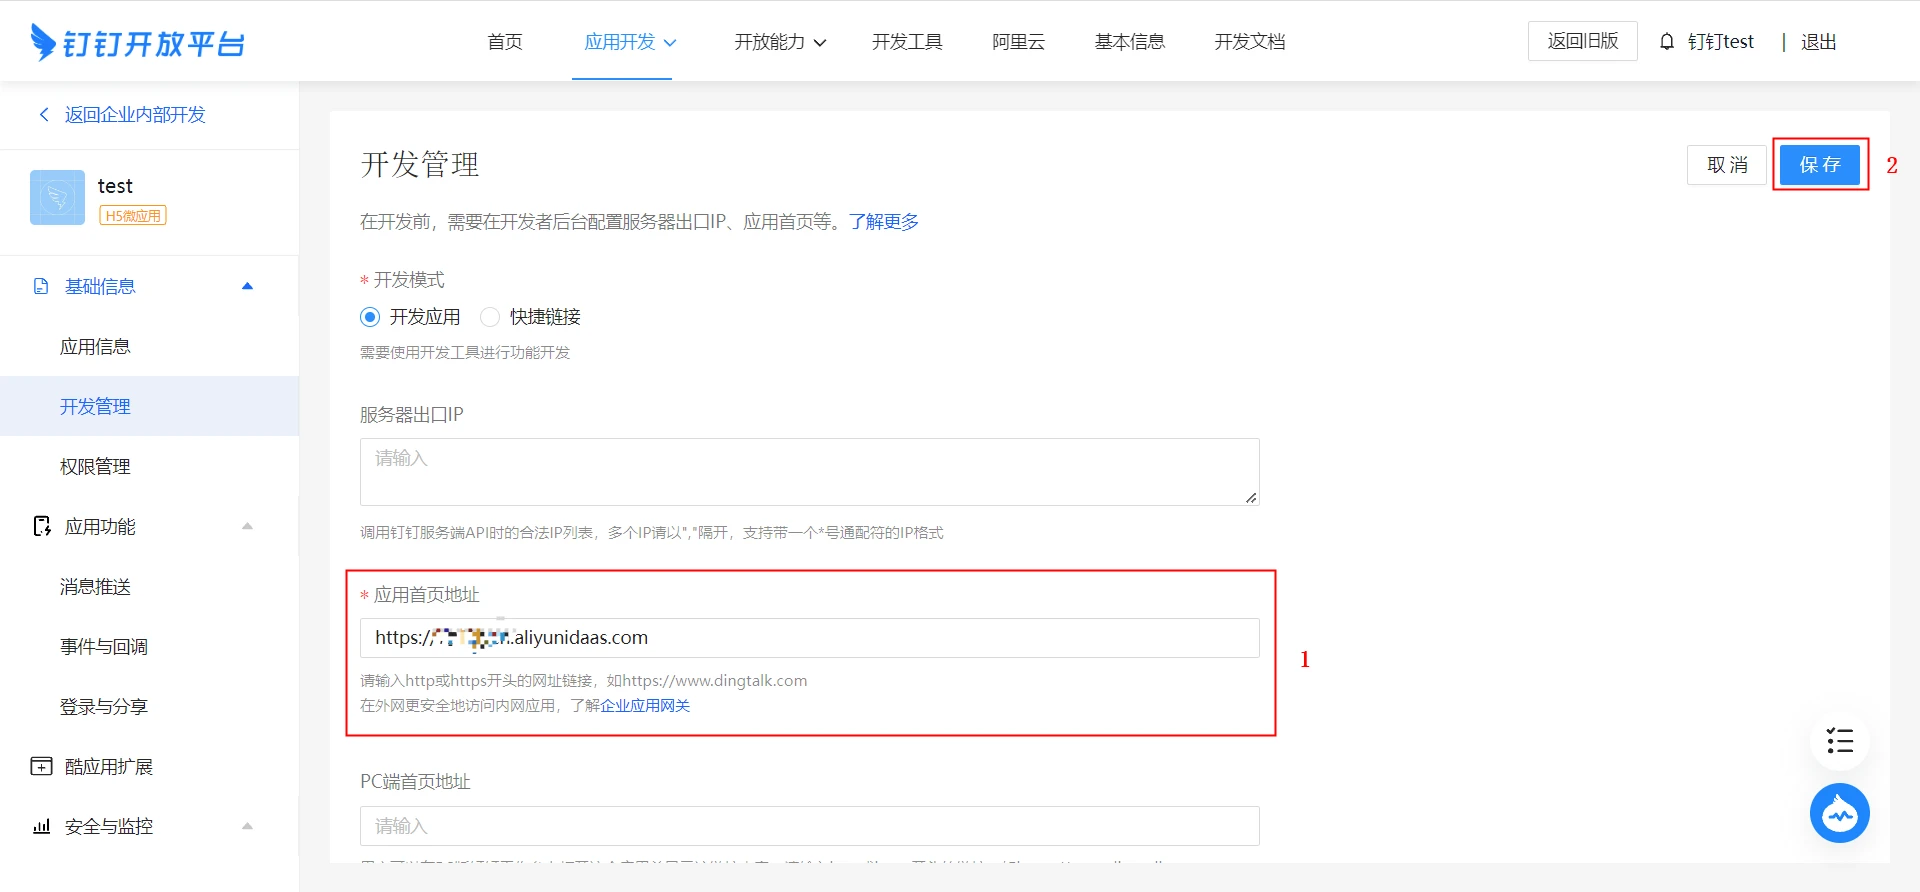 钉钉开放平台
首页
应用开发
开放能力
开发工具
阿里云
基本信息
开发文档
返回旧版
钉钉test
|
退出
返回企业内部开发
test
H5微应用
基础信息
应用信息
开发管理
权限管理
应用功能
消息推送
事件与回调
登录与分享
酷应用扩展
安全与监控
开发管理
取消
保存
2
在开发前，需要在开发者后台配置服务器出口IP、应用首页等。了解更多
* 开发模式
开发应用
快捷链接
需要使用开发工具进行功能开发
服务器出口IP
请输入
调用钉钉服务端API时的合法IP列表，多个IP请以","隔开，支持带一个*号通配符的IP格式
* 应用首页地址
https://.aliyunidaas.com
请输入http或https开头的网址链接，如https://www.dingtalk.com
在外网更安全地访问内网应用，了解企业应用网关
1
PC端首页地址
请输入